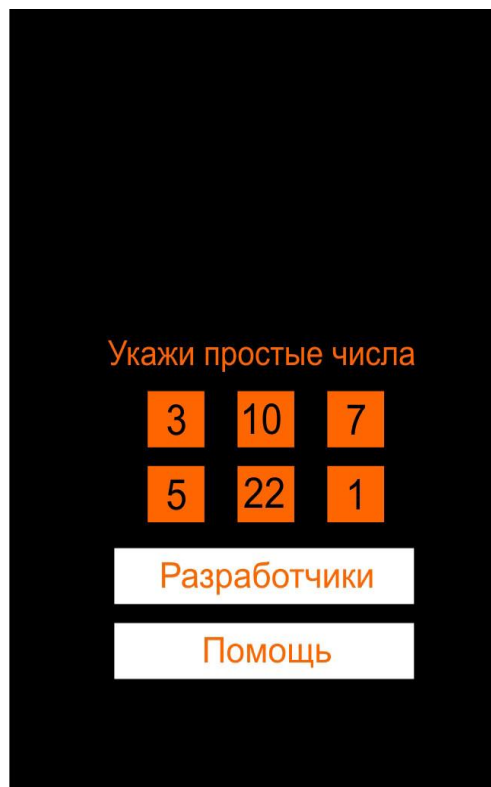 Укажи простые числа
3 10 7
5 22 1
Разработчики
Помощь